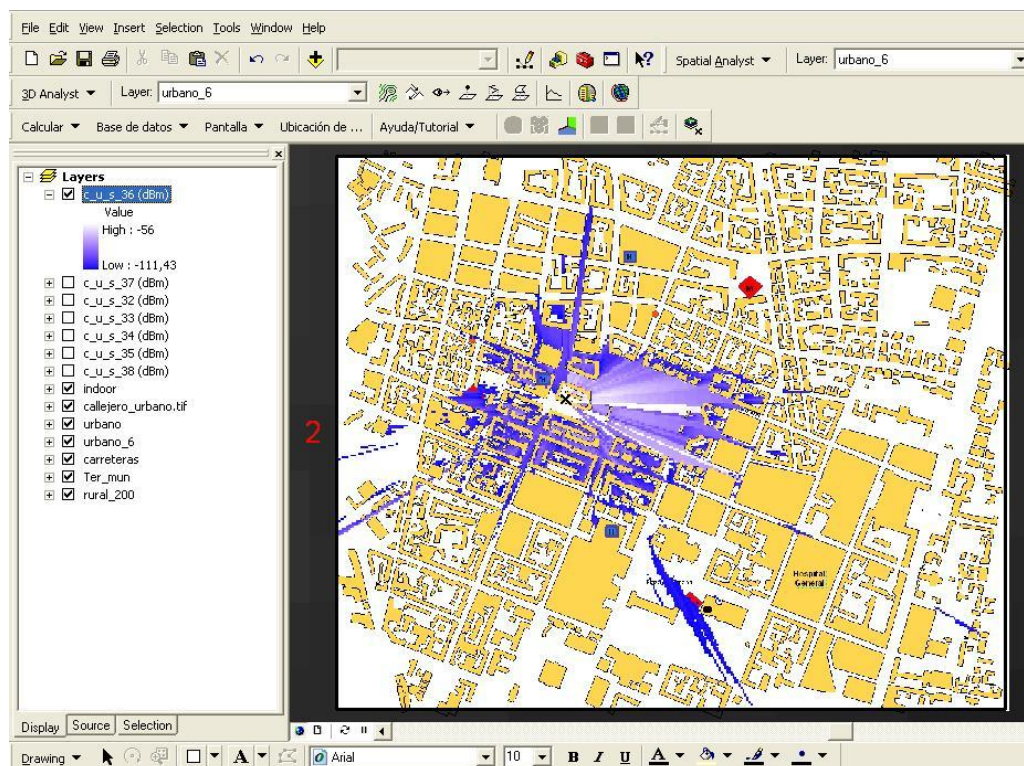 File Edit View Insert Selection Tools Window Help
Spatial Analyst Layer: urbano_6
3D Analyst Layer: urbano_6
Calcular Base de datos Pantalla Ubicación de ... Ayuda/Tutorial
Layers
c_u_s_36 (dBm)
Value
High : -56
Low : -111,43
c_u_s_37 (dBm)
c_u_s_32 (dBm)
c_u_s_33 (dBm)
c_u_s_34 (dBm)
c_u_s_35 (dBm)
c_u_s_38 (dBm)
indoor
callejero_urbano.tif
urbano
urbano_6
carreteras
Ter_mun
rural_200
2
Hospital
General
Display Source Selection
Drawing A Arial 10 B I U A